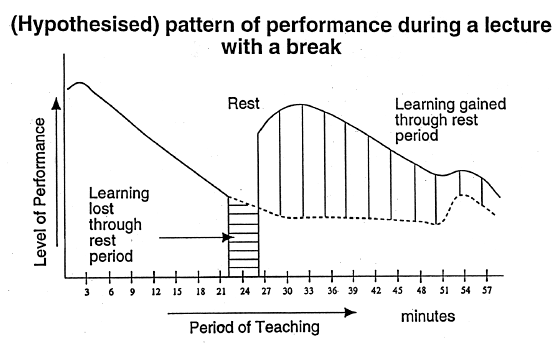 (Hypothesised) pattern of performance during a lecture
with a break
Level of Performance
Rest
Learning gained
through rest
period
Learning
lost
through
rest
period
3 6 9 12 15 18 21 24 27 30 33 36 39 42 45 48 51 54 57
Period of Teaching
minutes